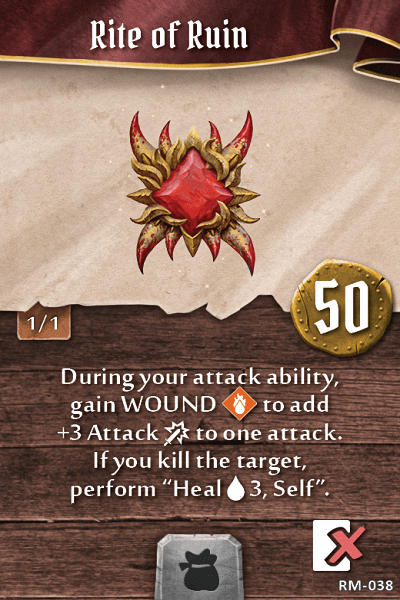 Rite of Ruin
50
1/1
During your attack ability,
gain WOUND to add
+3 Attack to one attack.
If you kill the target,
perform “Heal 3, Self”.
RM-038